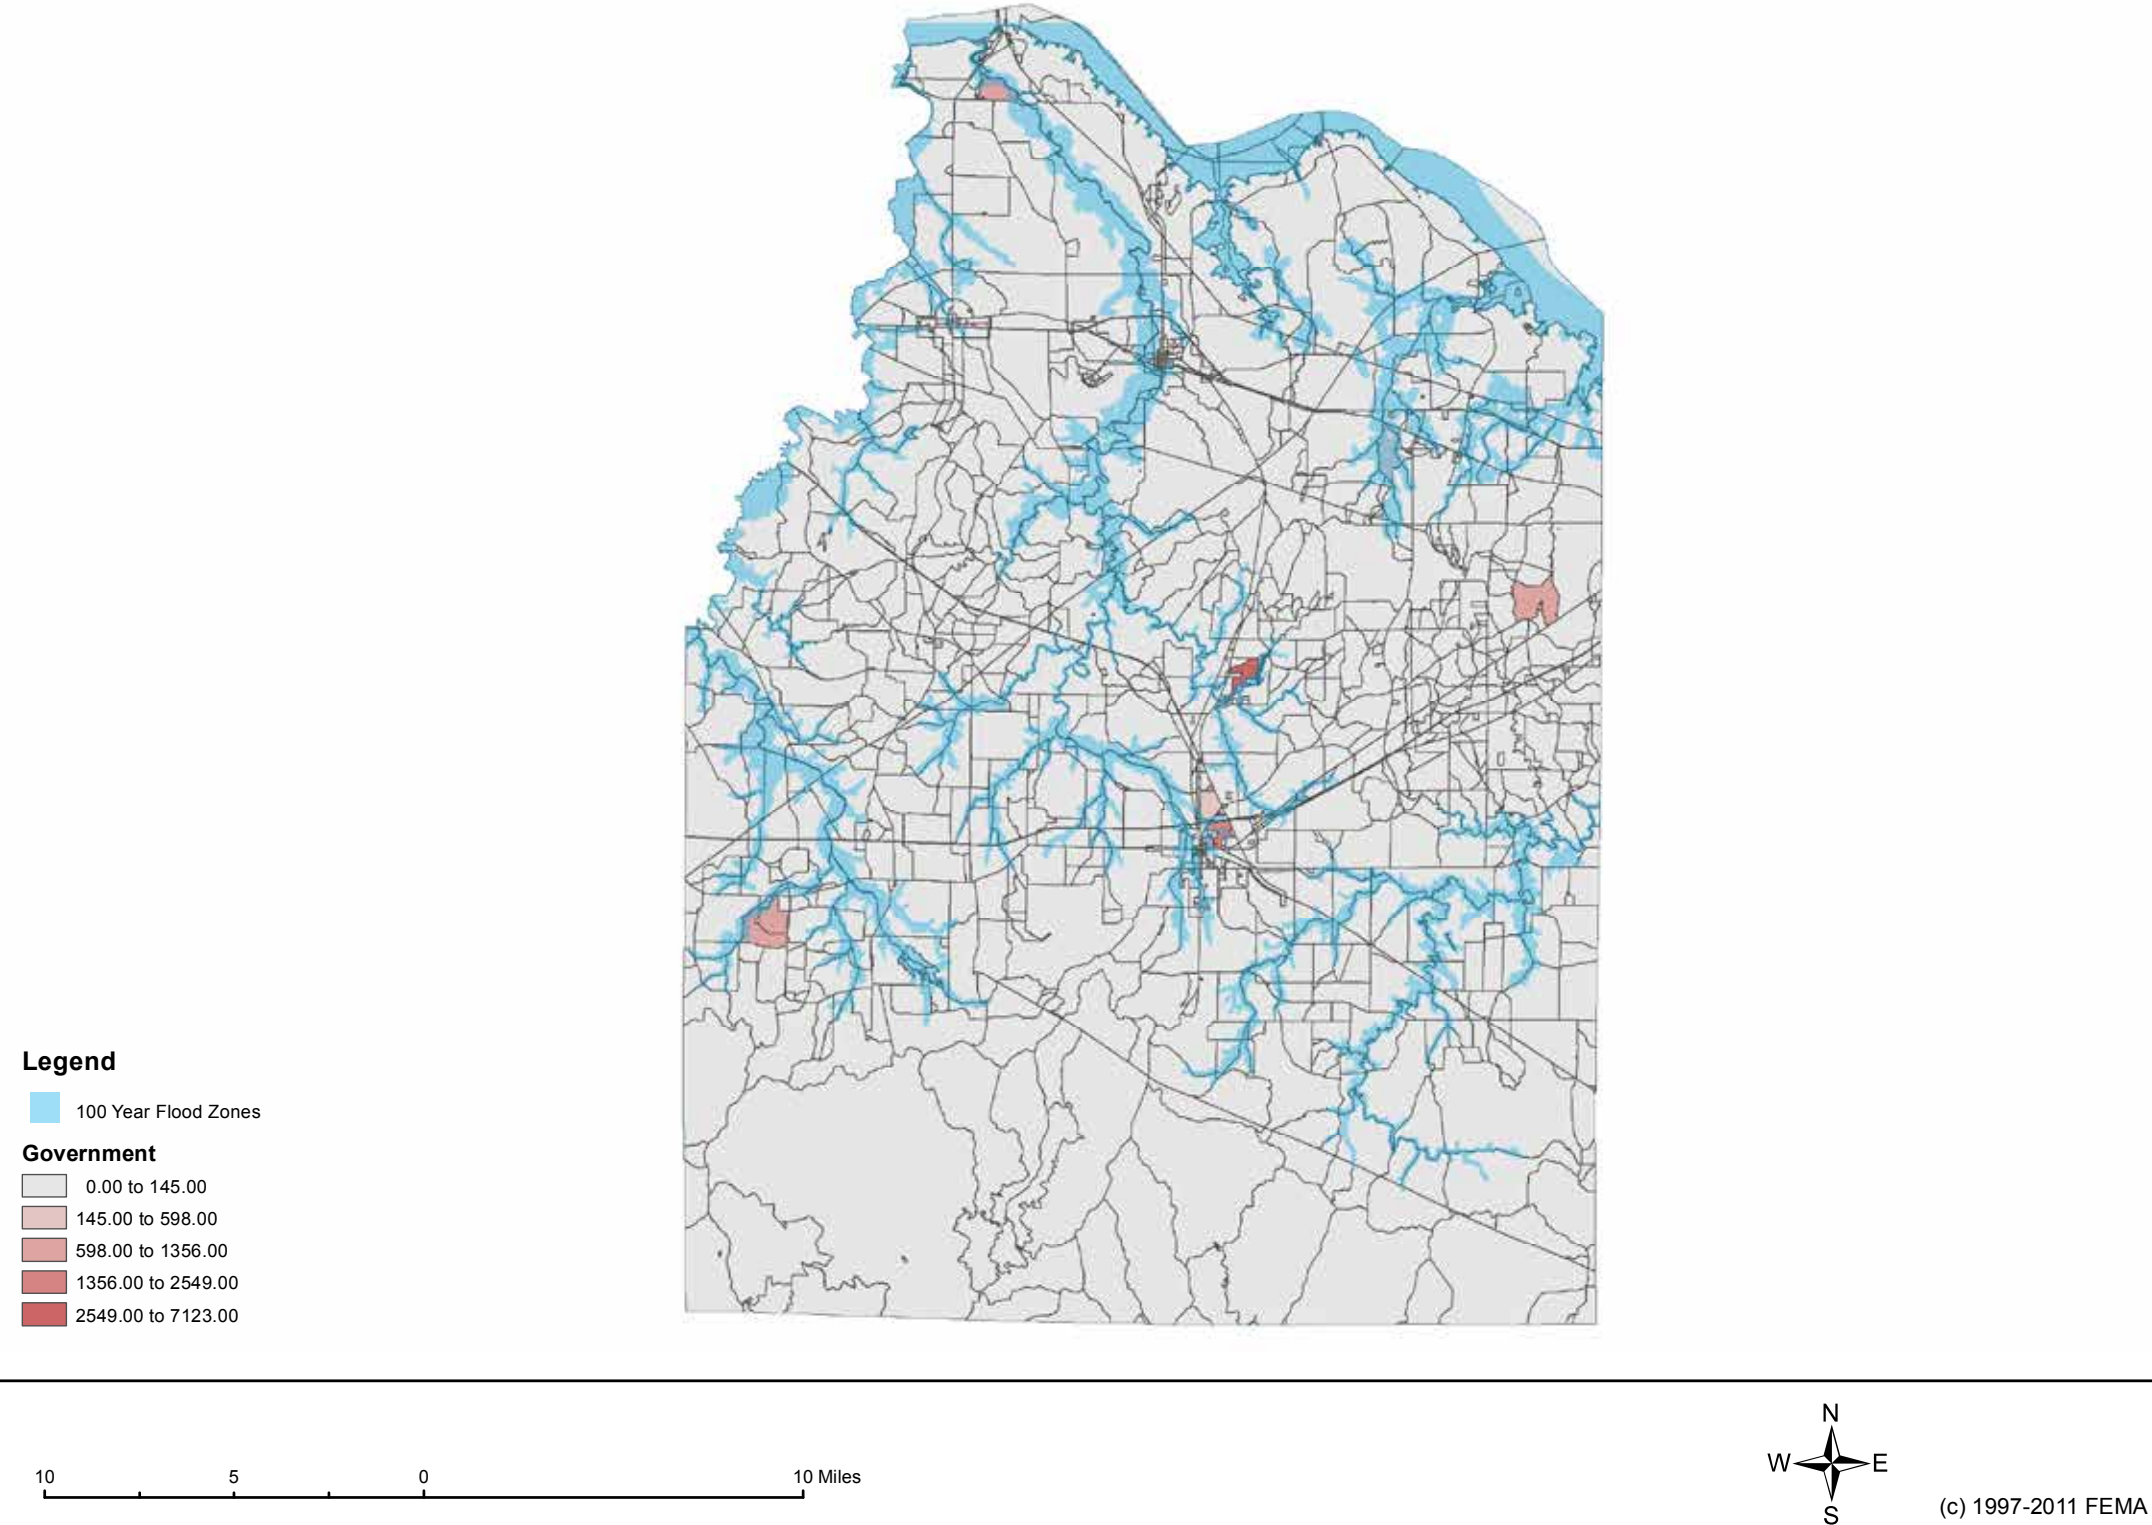 Legend
100 Year Flood Zones
Government
0.00 to 145.00
145.00 to 598.00
598.00 to 1356.00
1356.00 to 2549.00
2549.00 to 7123.00
10 5 0 10 Miles
N
W E
S
(c) 1997-2011 FEMA